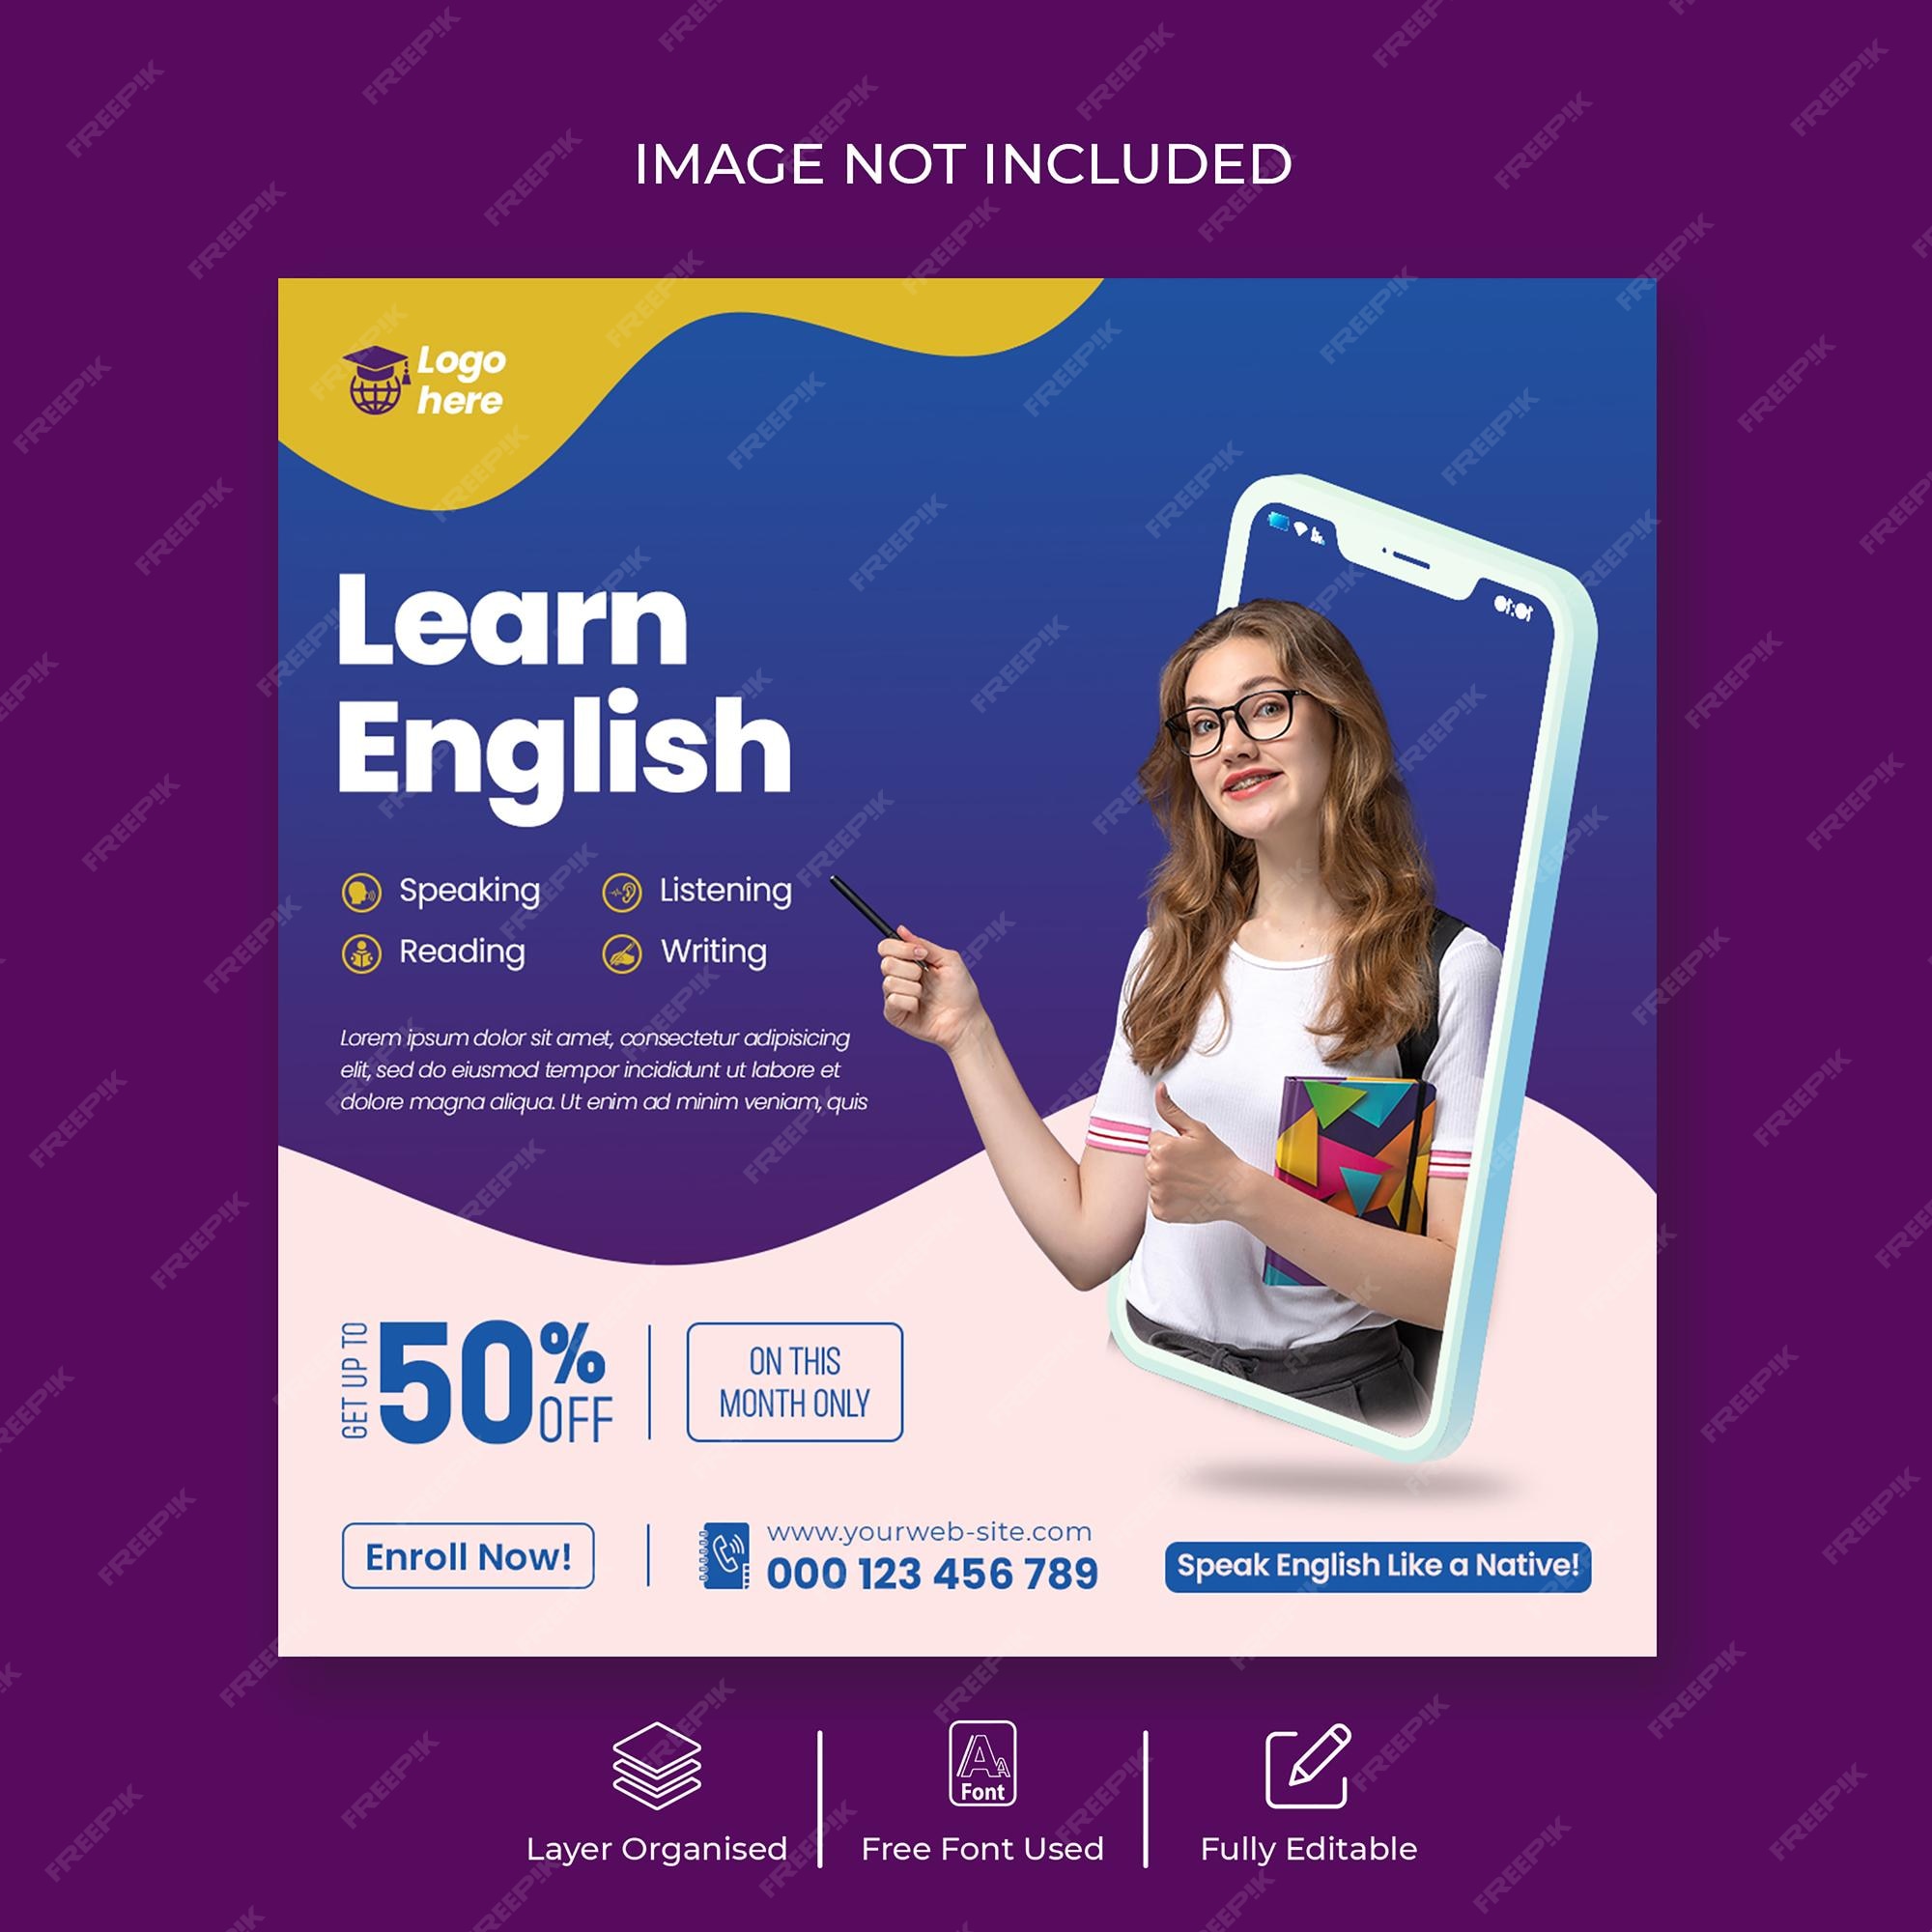 IMAGE NOT INCLUDED
Logo
here
Learn
English
Speaking
Listening
Reading
Writing
Lorem ipsum dolor sit amet, consectetur adipisicing
elit, sed do eiusmod tempor incididunt ut labore et
dolore magna aliqua. Ut enim ad minim veniam, quis
GET UP TO
50%
OFF
ON THIS
MONTH ONLY
Enroll Now!
www.yourweb-site.com
000 123 456 789
Speak English Like a Native!
Font
Layer Organised
Free Font Used
Fully Editable
FREEPIK